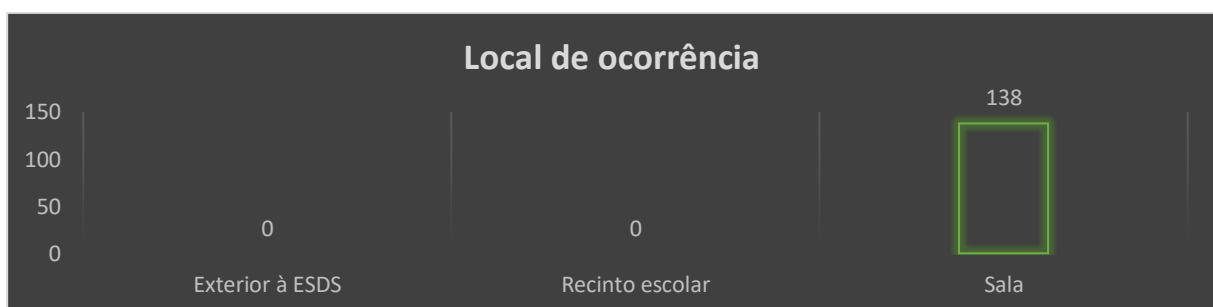 Local de ocorrência
138
150
100
50
0
0
0
Exterior à ESDS
Recinto escolar
Sala